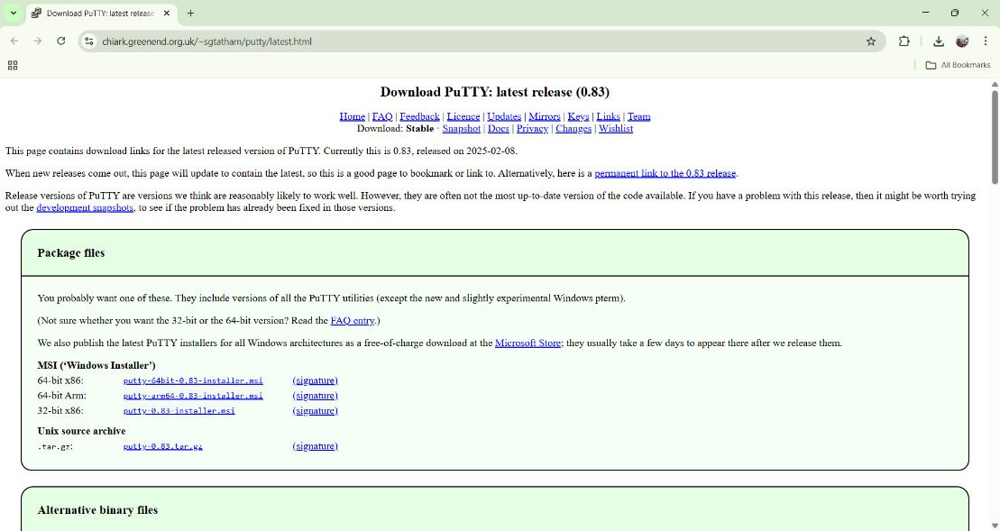 Download PuTTY: latest release
chiark.greenend.org.uk/~sgtatham/putty/latest.html
All Bookmarks
Download PuTTY: latest release (0.83)
Home | FAQ | Feedback | Licence | Updates | Mirrors | Keys | Links | Team
Download: Stable · Snapshot | Docs | Privacy | Changes | Wishlist
This page contains download links for the latest released version of PuTTY. Currently this is 0.83, released on 2025-02-08.
When new releases come out, this page will update to contain the latest, so this is a good page to bookmark or link to. Alternatively, here is a permanent link to the 0.83 release.
Release versions of PuTTY are versions we think are reasonably likely to work well. However, they are often not the most up-to-date version of the code available. If you have a problem with this release, then it might be worth trying
out the development snapshots, to see if the problem has already been fixed in those versions.
Package files
You probably want one of these. They include versions of all the PuTTY utilities (except the new and slightly experimental Windows pterm).
(Not sure whether you want the 32-bit or the 64-bit version? Read the FAQ entry.)
We also publish the latest PuTTY installers for all Windows architectures as a free-of-charge download at the Microsoft Store; they usually take a few days to appear there after we release them.
MSI (‘Windows Installer’)
64-bit x86: putty-64bit-0.83-installer.msi (signature)
64-bit Arm: putty-arm64-0.83-installer.msi (signature)
32-bit x86: putty-0.83-installer.msi (signature)
Unix source archive
.tar.gz: putty-0.83.tar.gz (signature)
Alternative binary files